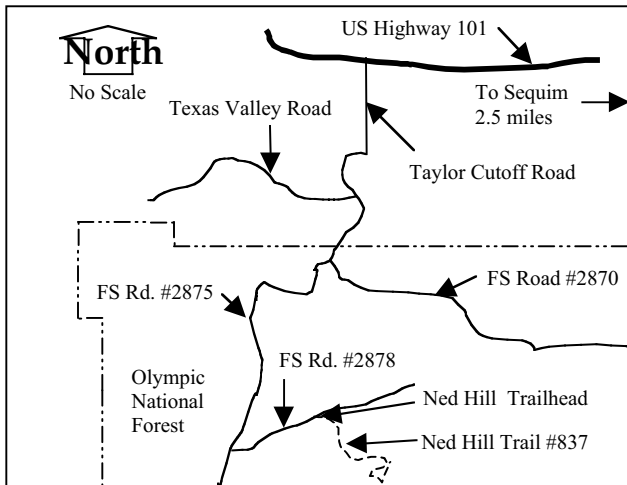 US Highway 101
North
No Scale
To Sequim
2.5 miles
Texas Valley Road
Taylor Cutoff Road
FS Road #2870
FS Rd. #2875
FS Rd. #2878
Olympic
National
Forest
Ned Hill Trailhead
Ned Hill Trail #837